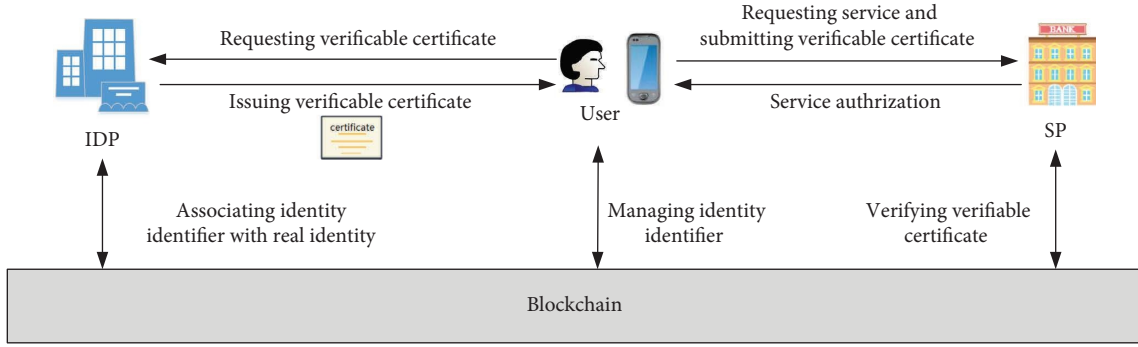 Requesting verifiable certificate
Issuing verifiable certificate
certificate
IDP
User
Requesting service and
submitting verifiable certificate
Service authrization
BANK
SP
Associating identity
identifier with real identity
Managing identity
identifier
Verifying verifiable
certificate
Blockchain